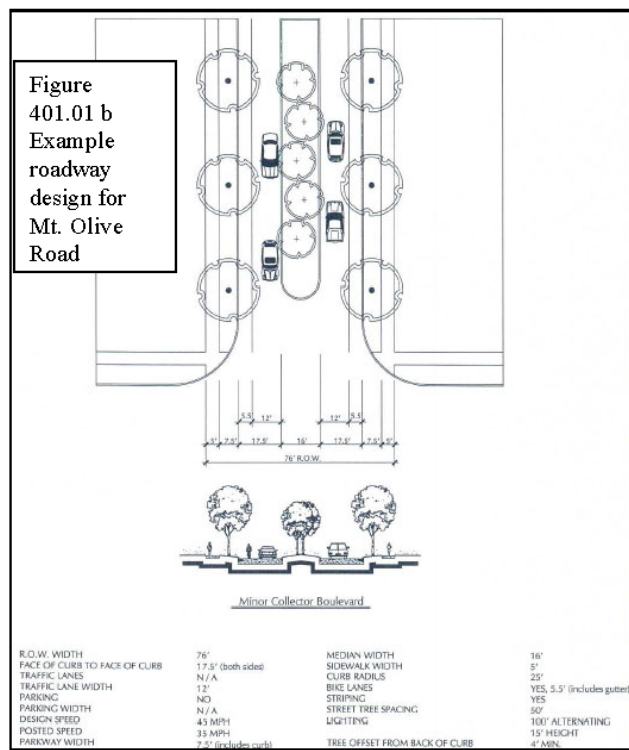 Figure
401.01 b
Example
roadway
design for
Mt. Olive
Road
5.5' 12' 12' 5.5'
5' 7.5' 17.5' 16' 17.5' 7.5' 5'
76' R.O.W.
Minor Collector Boulevard
R.O.W. WIDTH 76'
FACE OF CURB TO FACE OF CURB 17.5' (both sides)
TRAFFIC LANES N / A
TRAFFIC LANE WIDTH 12'
PARKING NO
PARKING WIDTH N / A
DESIGN SPEED 45 MPH
POSTED SPEED 35 MPH
PARKWAY WIDTH 7.5' (includes curb)
MEDIAN WIDTH 16'
SIDEWALK WIDTH 5'
CURB RADIUS 25'
BIKE LANES YES, 5.5' (includes gutter)
STRIPING YES
STREET TREE SPACING 50'
LIGHTING 100' ALTERNATING
15' HEIGHT
TREE OFFSET FROM BACK OF CURB 4' MIN.